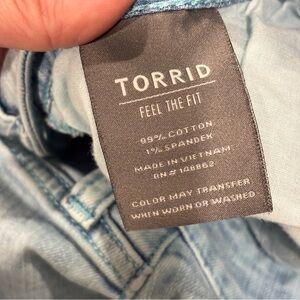 TORRID
FEEL THE FIT
99% COTTON
1% SPANDEX
MADE IN VIETNAM
RN# 148862
COLOR MAY TRANSFER
WHEN WORN OR WASHED